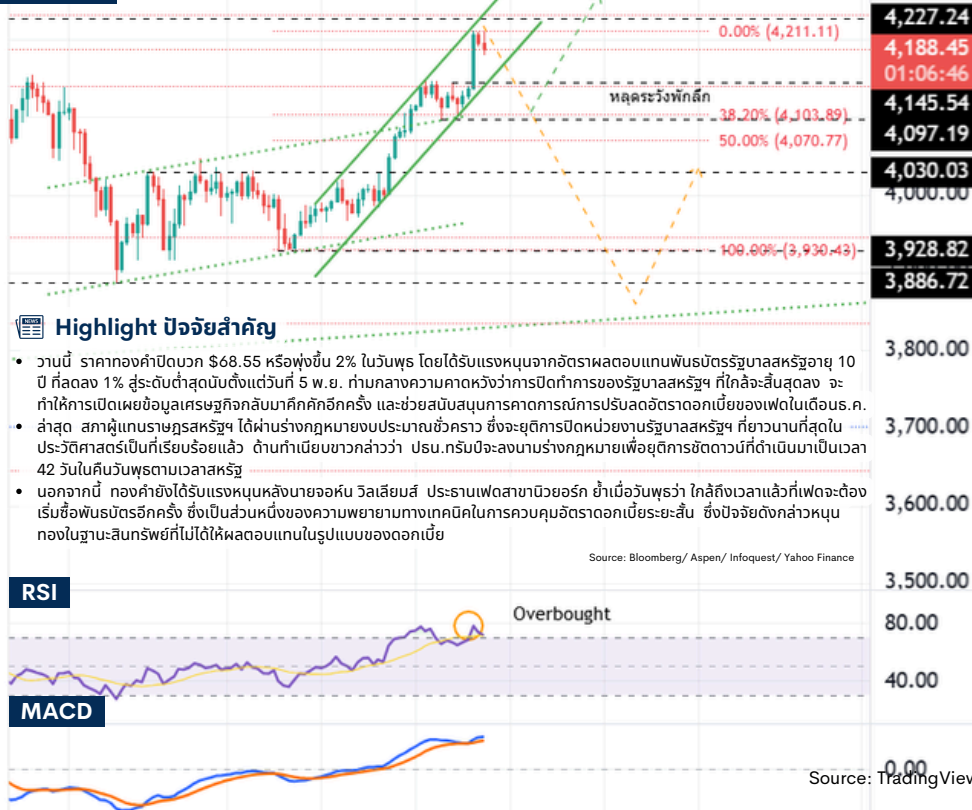 4,227.24
0.00% (4,211.11)
4,188.45
01:06:46
หลุดระวังพักลึก
4,145.54
38.20% (4,103.89)
4,097.19
50.00% (4,070.77)
4,030.03
4,000.00
100.00% (3,930.43)
3,928.82
3,886.72
Highlight ปัจจัยสำคัญ
3,800.00
• วานนี้ ราคาทองคำปิดบวก $68.55 หรือพุ่งขึ้น 2% ในวันพุธ โดยได้รับแรงหนุนจากอัตราผลตอบแทนพันธบัตรรัฐบาลสหรัฐอายุ 10
ปี ที่ลดลง 1% สู่ระดับต่ำสุดนับตั้งแต่วันที่ 5 พ.ย. ท่ามกลางความคาดหวังว่าการปิดทำการของรัฐบาลสหรัฐฯ ที่ใกล้จะสิ้นสุดลง จะ
ทำให้การเปิดเผยข้อมูลเศรษฐกิจกลับมาคึกคักอีกครั้ง และช่วยสนับสนุนการคาดการณ์การปรับลดอัตราดอกเบี้ยของเฟดในเดือนธ.ค.
• ล่าสุด สภาผู้แทนราษฎรสหรัฐฯ ได้ผ่านร่างกฎหมายงบประมาณชั่วคราว ซึ่งจะยุติการปิดหน่วยงานรัฐบาลสหรัฐฯ ที่ยาวนานที่สุดใน
3,700.00
ประวัติศาสตร์เป็นที่เรียบร้อยแล้ว ด้านทำเนียบขาวกล่าวว่า ปธน.ทรัมป์จะลงนามร่างกฎหมายเพื่อยุติการชัตดาวน์ที่ดำเนินมาเป็นเวลา
42 วันในคืนวันพุธตามเวลาสหรัฐ
• นอกจากนี้ ทองคำยังได้รับแรงหนุนหลังนายจอห์น วิลเลียมส์ ประธานเฟดสาขานิวยอร์ก ย้ำเมื่อวันพุธว่า ใกล้ถึงเวลาแล้วที่เฟดจะต้อง
3,600.00
เริ่มซื้อพันธบัตรอีกครั้ง ซึ่งเป็นส่วนหนึ่งของความพยายามทางเทคนิคในการควบคุมอัตราดอกเบี้ยระยะสั้น ซึ่งปัจจัยดังกล่าวหนุน
ทองในฐานะสินทรัพย์ที่ไม่ได้ให้ผลตอบแทนในรูปแบบของดอกเบี้ย
Source: Bloomberg/ Aspen/ Infoquest/ Yahoo Finance
3,500.00
RSI
Overbought
80.00
40.00
MACD
0.00
Source: TradingView